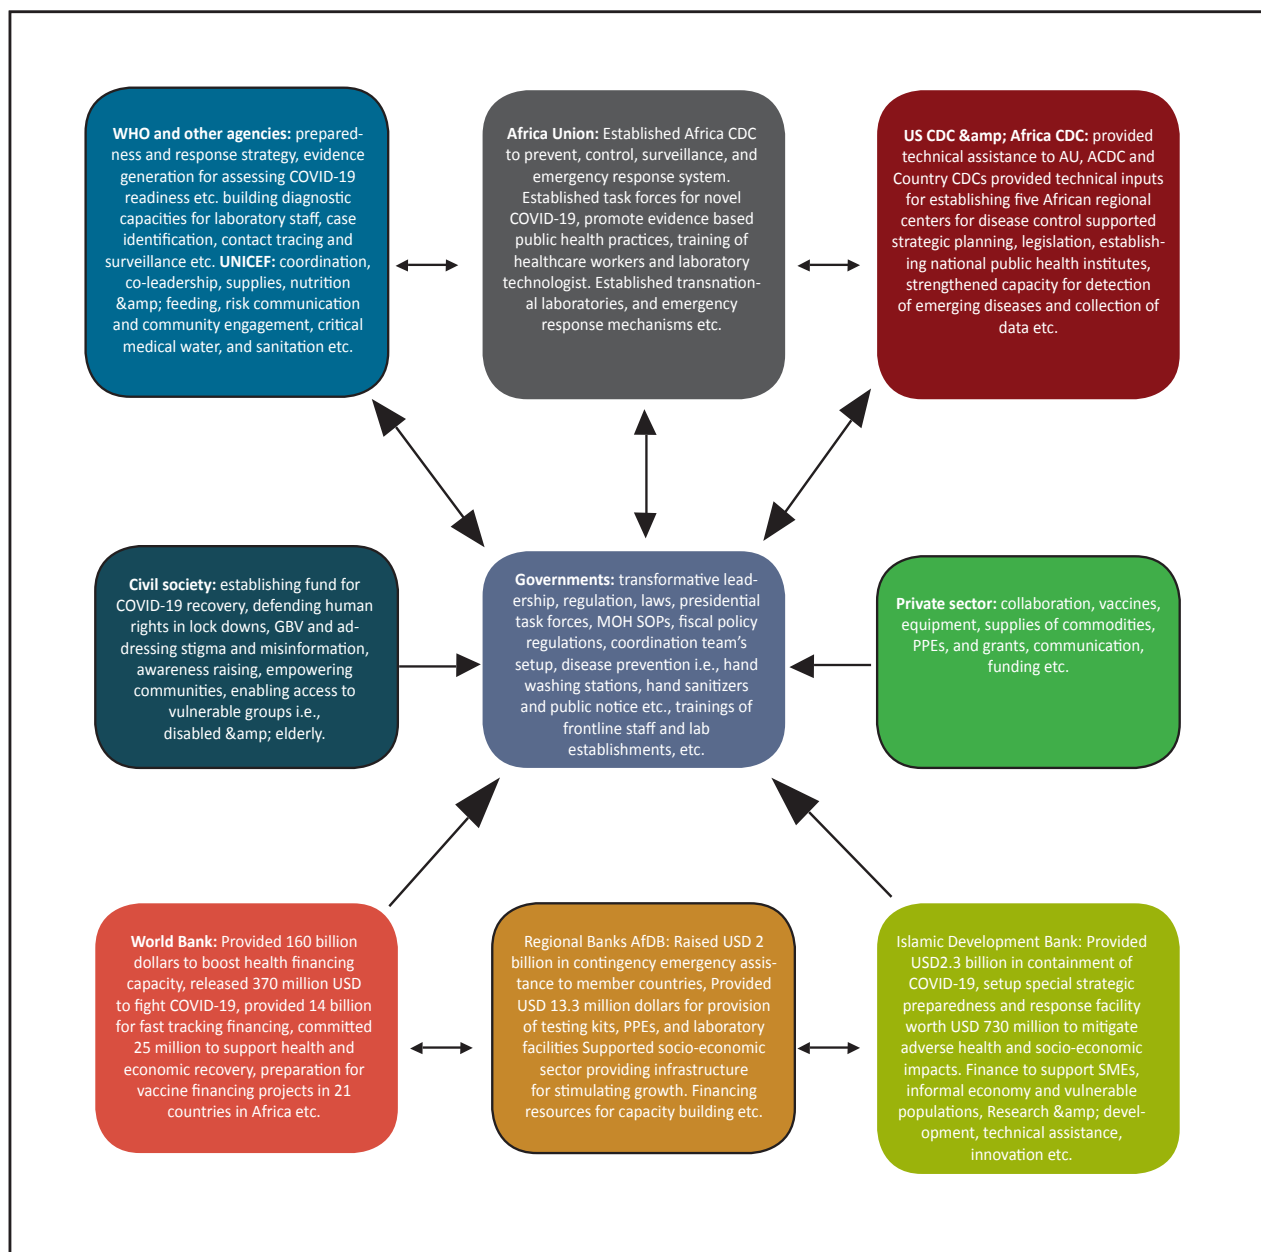 WHO and other agencies: prepared-
ness and response strategy, evidence
generation for assessing COVID-19
readiness etc. building diagnostic
capacities for laboratory staff, case
identification, contact tracing and
surveillance etc. UNICEF: coordination,
co-leadership, supplies, nutrition
&amp; feeding, risk communication
and community engagement, critical
medical water, and sanitation etc.
Africa Union: Established Africa CDC
to prevent, control, surveillance, and
emergency response system.
Established task forces for novel
COVID-19, promote evidence based
public health practices, training of
healthcare workers and laboratory
technologist. Established transnation-
al laboratories, and emergency
response mechanisms etc.
US CDC &amp; Africa CDC: provided
technical assistance to AU, ACDC and
Country CDCs provided technical inputs
for establishing five African regional
centers for disease control supported
strategic planning, legislation, establish-
ing national public health institutes,
strengthened capacity for detection
of emerging diseases and collection of
data etc.
Civil society: establishing fund for
COVID-19 recovery, defending human
rights in lock downs, GBV and ad-
dressing stigma and misinformation,
awareness raising, empowering
communities, enabling access to
vulnerable groups i.e.,
disabled &amp; elderly.
Governments: transformative lead-
ership, regulation, laws, presidential
task forces, MOH SOPs, fiscal policy
regulations, coordination team's
setup, disease prevention i.e., hand
washing stations, hand sanitizers
and public notice etc., trainings of
frontline staff and lab
establishments, etc.
Private sector: collaboration, vaccines,
equipment, supplies of commodities,
PPEs, and grants, communication,
funding etc.
World Bank: Provided 160 billion
dollars to boost health financing
capacity, released 370 million USD
to fight COVID-19, provided 14 billion
for fast tracking financing, committed
25 million to support health and
economic recovery, preparation for
vaccine financing projects in 21
countries in Africa etc.
Regional Banks AfDB: Raised USD 2
billion in contingency emergency assis-
tance to member countries, Provided
USD 13.3 million dollars for provision
of testing kits, PPEs, and laboratory
facilities Supported socio-economic
sector providing infrastructure
for stimulating growth. Financing
resources for capacity building etc.
Islamic Development Bank: Provided
USD2.3 billion in containment of
COVID-19, setup special strategic
preparedness and response facility
worth USD 730 million to mitigate
adverse health and socio-economic
impacts. Finance to support SMEs,
informal economy and vulnerable
populations, Research &amp; devel-
opment, technical assistance,
innovation etc.